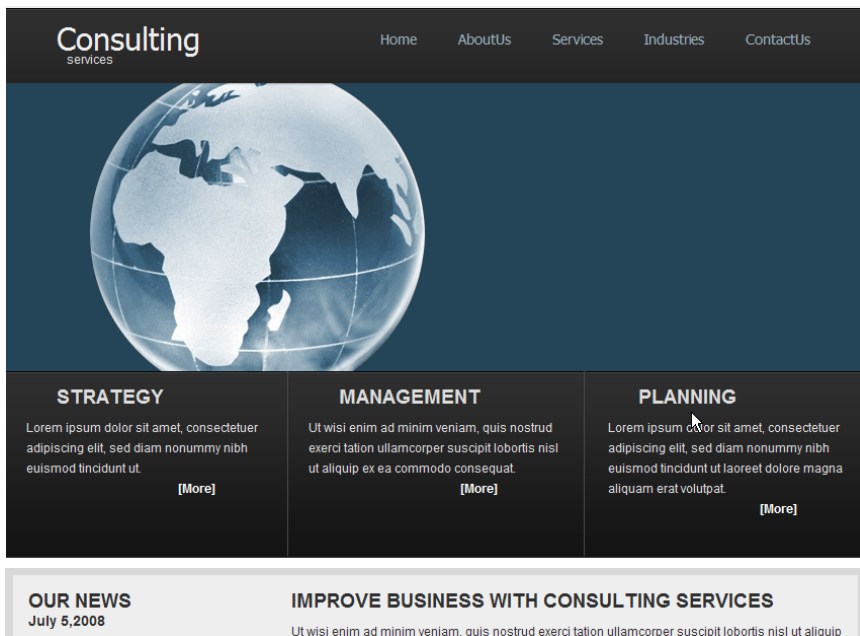 Consulting
services
Home AboutUs Services Industries ContactUs
STRATEGY
Lorem ipsum dolor sit amet, consectetuer
adipiscing elit, sed diam nonummy nibh
euismod tincidunt ut.
[More]
MANAGEMENT
Ut wisi enim ad minim veniam, quis nostrud
exerci tation ullamcorper suscipit lobortis nisl
ut aliquip ex ea commodo consequat.
[More]
PLANNING
Lorem ipsum dolor sit amet, consectetuer
adipiscing elit, sed diam nonummy nibh
euismod tincidunt ut laoreet dolore magna
aliquam erat volutpat.
[More]
OUR NEWS
July 5,2008
IMPROVE BUSINESS WITH CONSULTING SERVICES
Ut wisi enim ad minim veniam, quis nostrud exerci tation ullamcorper suscipit lobortis nisl ut aliquip